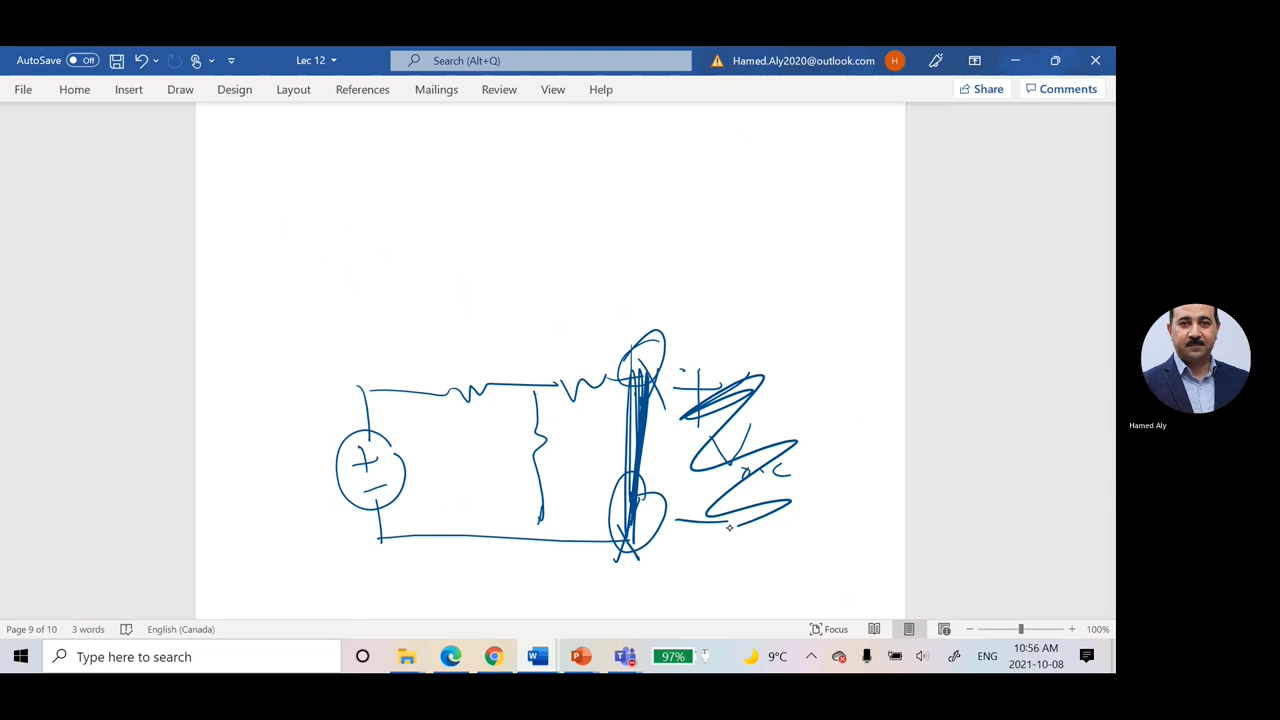 AutoSave Off Lec 12 Search (Alt+Q) Hamed.Aly2020@outlook.com H
File Home Insert Draw Design Layout References Mailings Review View Help Share Comments
+
+
V
Hamed Aly
Page 9 of 10 3 words English (Canada) Focus 100%
Type here to search 97% 9°C ENG 10:56 AM
2021-10-08